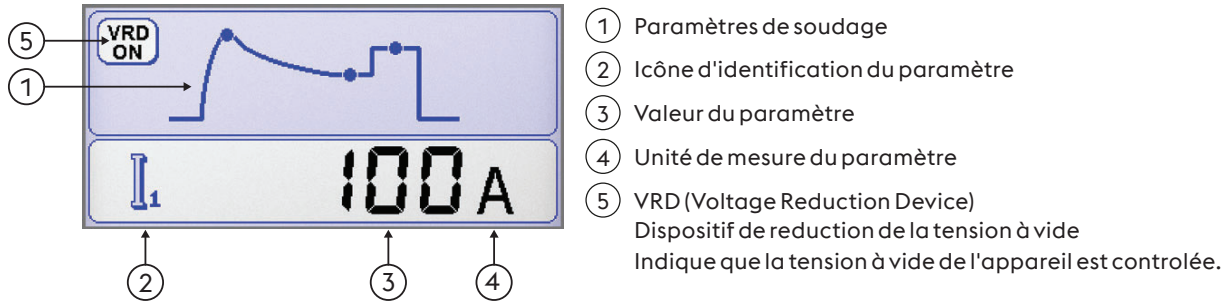 5
VRD
ON
1
I1
100 A
2
3
4
1 Paramètres de soudage
2 Icône d'identification du paramètre
3 Valeur du paramètre
4 Unité de mesure du paramètre
5 VRD (Voltage Reduction Device)
Dispositif de reduction de la tension à vide
Indique que la tension à vide de l'appareil est controlée.